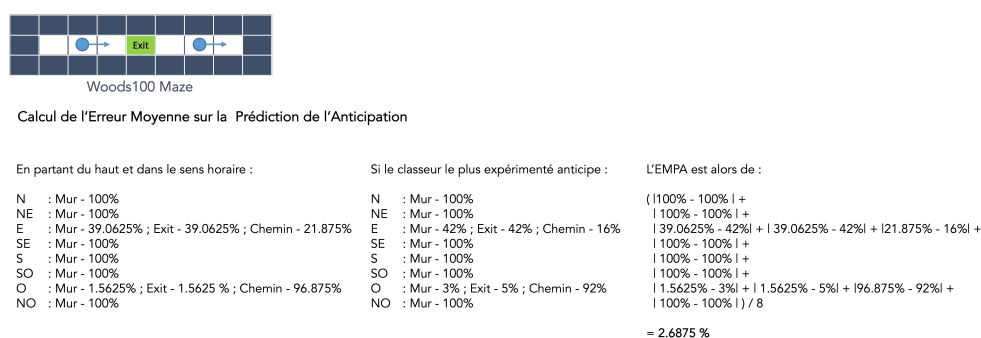 Exit
Woods100 Maze
Calcul de l'Erreur Moyenne sur la Prédiction de l'Anticipation
En partant du haut et dans le sens horaire :
N : Mur - 100%
NE : Mur - 100%
E : Mur - 39.0625% ; Exit - 39.0625% ; Chemin - 21.875%
SE : Mur - 100%
S : Mur - 100%
SO : Mur - 100%
O : Mur - 1.5625% ; Exit - 1.5625 % ; Chemin - 96.875%
NO : Mur - 100%
Si le classeur le plus expérimenté anticipe :
N : Mur - 100%
NE : Mur - 100%
E : Mur - 42% ; Exit - 42% ; Chemin - 16%
SE : Mur - 100%
S : Mur - 100%
SO : Mur - 100%
O : Mur - 3% ; Exit - 5% ; Chemin - 92%
NO : Mur - 100%
L'EMPA est alors de :
( |100% - 100% | +
| 100% - 100% | +
| 39.0625% - 42%| + | 39.0625% - 42%| + |21.875% - 16%| +
| 100% - 100% | +
| 100% - 100% | +
| 100% - 100% | +
| 1.5625% - 3%| + | 1.5625% - 5%| + |96.875% - 92%| +
| 100% - 100% | ) / 8
= 2.6875 %